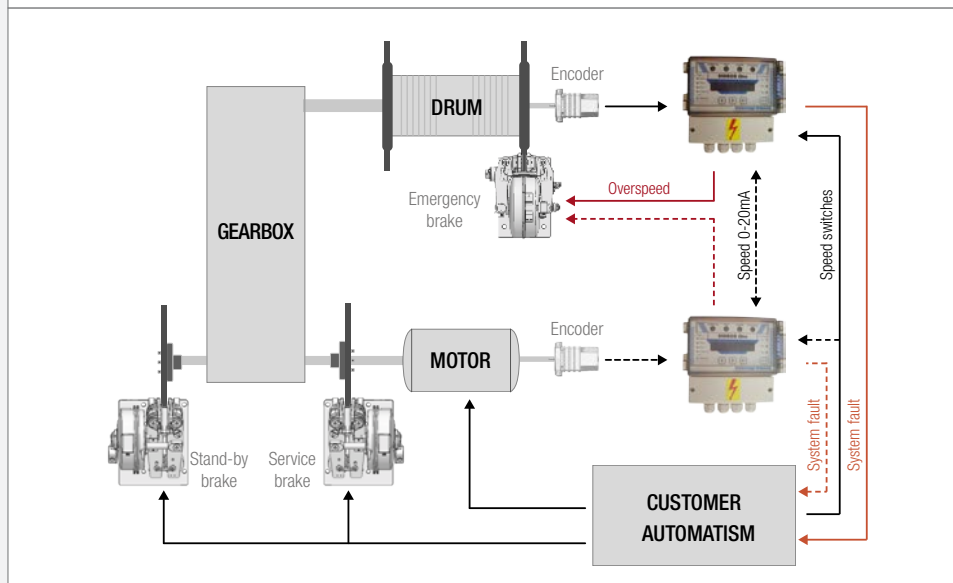 Encoder
DRUM
Overspeed
Emergency
brake
GEARBOX
Speed 0-20mA
Speed switches
Encoder
MOTOR
System fault
System fault
Stand-by
brake
Service
brake
CUSTOMER
AUTOMATISM